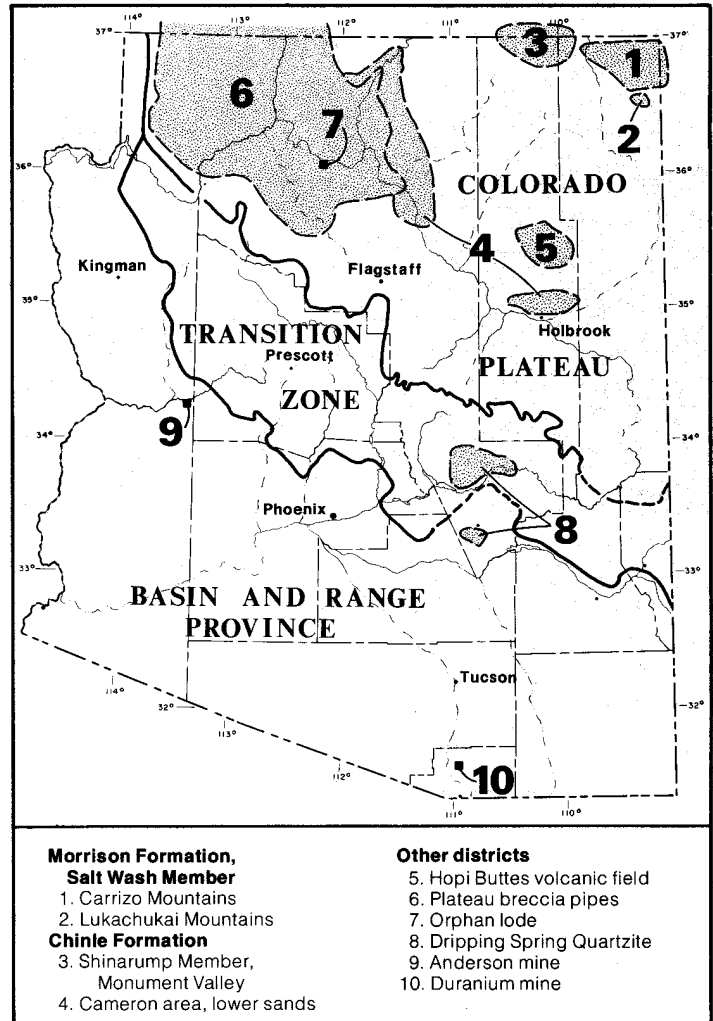 114°
113°
112°
111°
110°
37°
37°
3
1
6
2
7
36°
36°
COLORADO
5
4
Kingman
Flagstaff
35°
35°
Holbrook
TRANSITION
Prescott
PLATEAU
ZONE
9
34°
34°
Phoenix
8
33°
33°
BASIN AND RANGE
PROVINCE
Tucson
114°
32°
32°
113°
112°
10
111°
110°
Morrison Formation,
Salt Wash Member
1. Carrizo Mountains
2. Lukachukai Mountains
Chinle Formation
3. Shinarump Member,
Monument Valley
4. Cameron area, lower sands
Other districts
5. Hopi Buttes volcanic field
6. Plateau breccia pipes
7. Orphan lode
8. Dripping Spring Quartzite
9. Anderson mine
10. Duranium mine